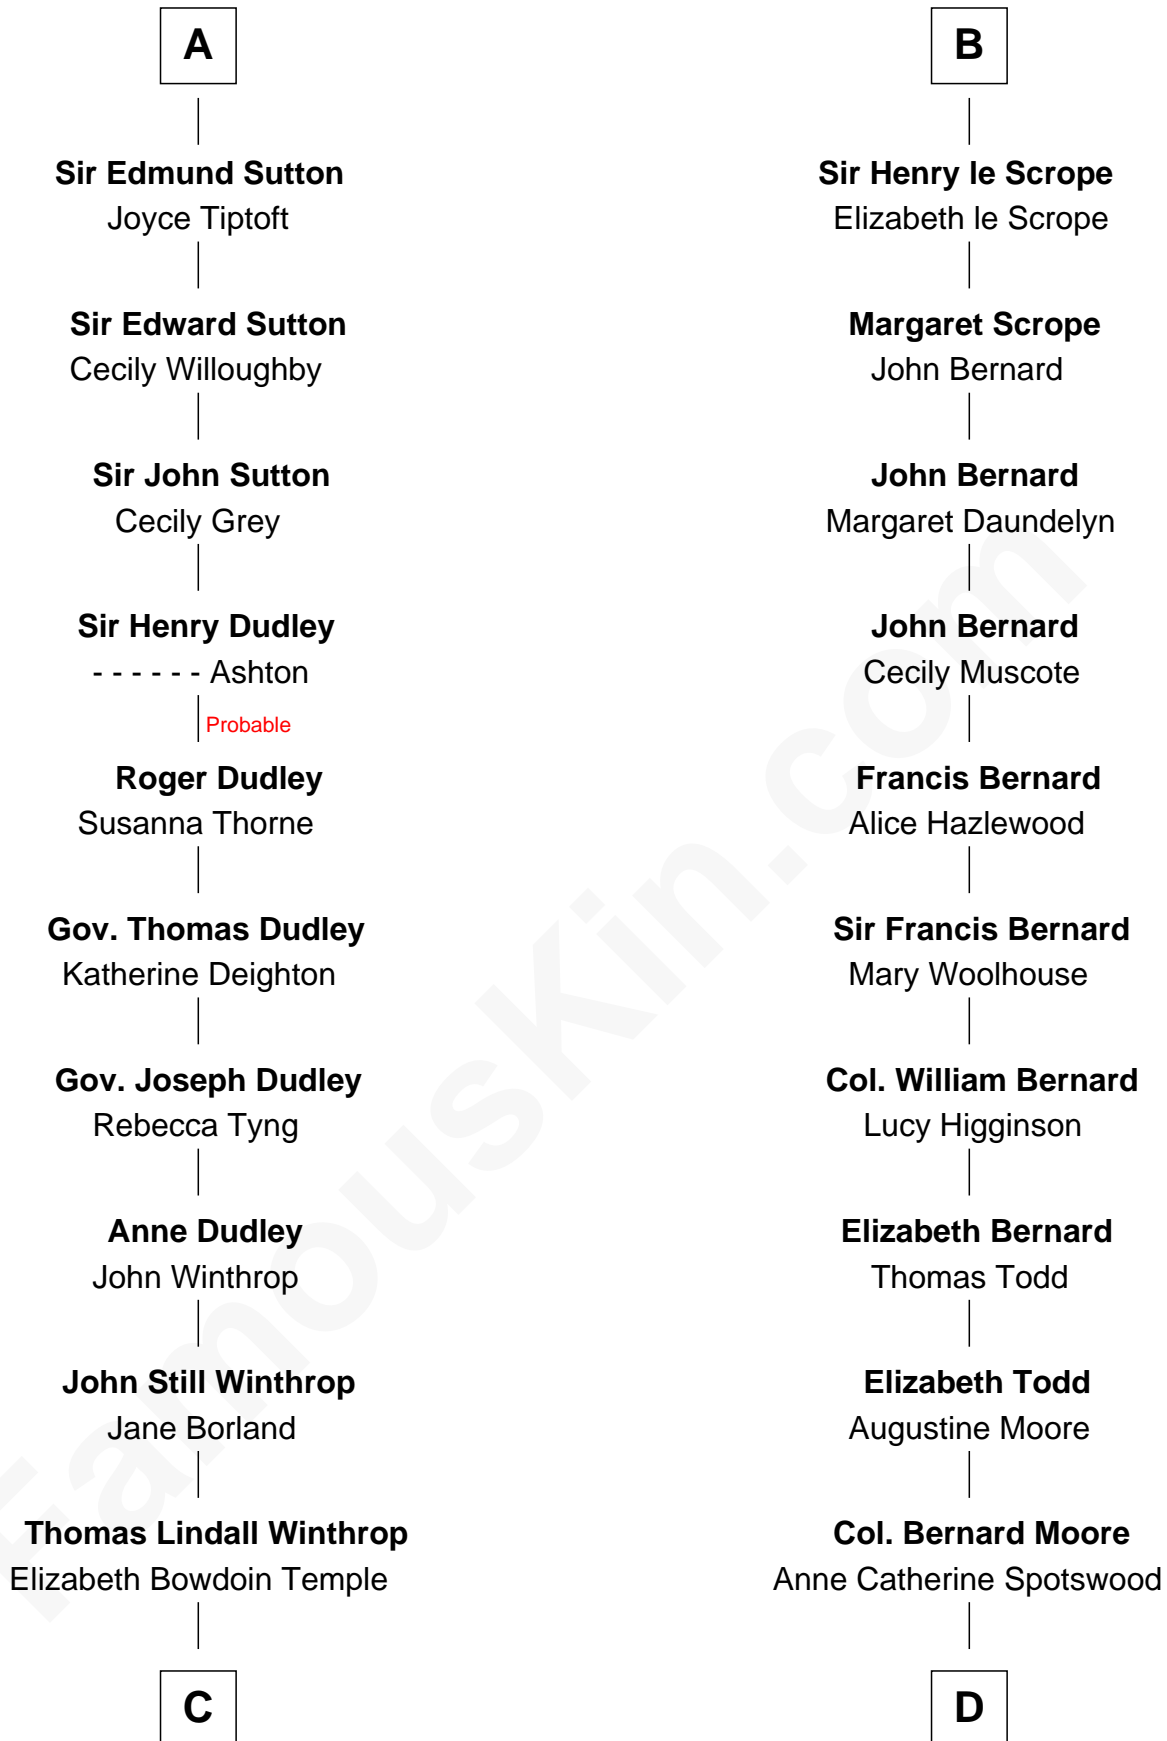 A
Sir Edmund Sutton
Joyce Tiptoft
Sir Edward Sutton
Cecily Willoughby
Sir John Sutton
Cecily Grey
Sir Henry Dudley
- - - - - - Ashton
Probable
Roger Dudley
Susanna Thorne
Gov. Thomas Dudley
Katherine Deighton
Gov. Joseph Dudley
Rebecca Tyng
Anne Dudley
John Winthrop
John Still Winthrop
Jane Borland
Thomas Lindall Winthrop
Elizabeth Bowdoin Temple
C
B
Sir Henry le Scrope
Elizabeth le Scrope
Margaret Scrope
John Bernard
John Bernard
Margaret Daundelyn
John Bernard
Cecily Muscote
Francis Bernard
Alice Hazlewood
Sir Francis Bernard
Mary Woolhouse
Col. William Bernard
Lucy Higginson
Elizabeth Bernard
Thomas Todd
Elizabeth Todd
Augustine Moore
Col. Bernard Moore
Anne Catherine Spotswood
D
FamousKin.com